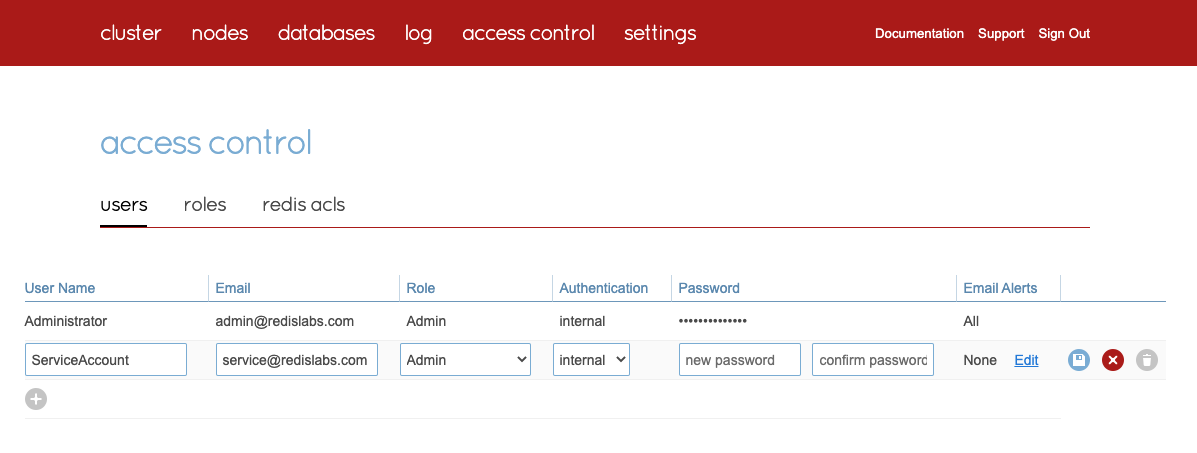 cluster nodes databases log access control settings Documentation Support Sign Out
access control
users roles redis acls
User Name Email Role Authentication Password Email Alerts
Administrator admin@redislabs.com Admin internal •••••••••••••• All
ServiceAccount service@redislabs.com Admin internal new password confirm password None Edit